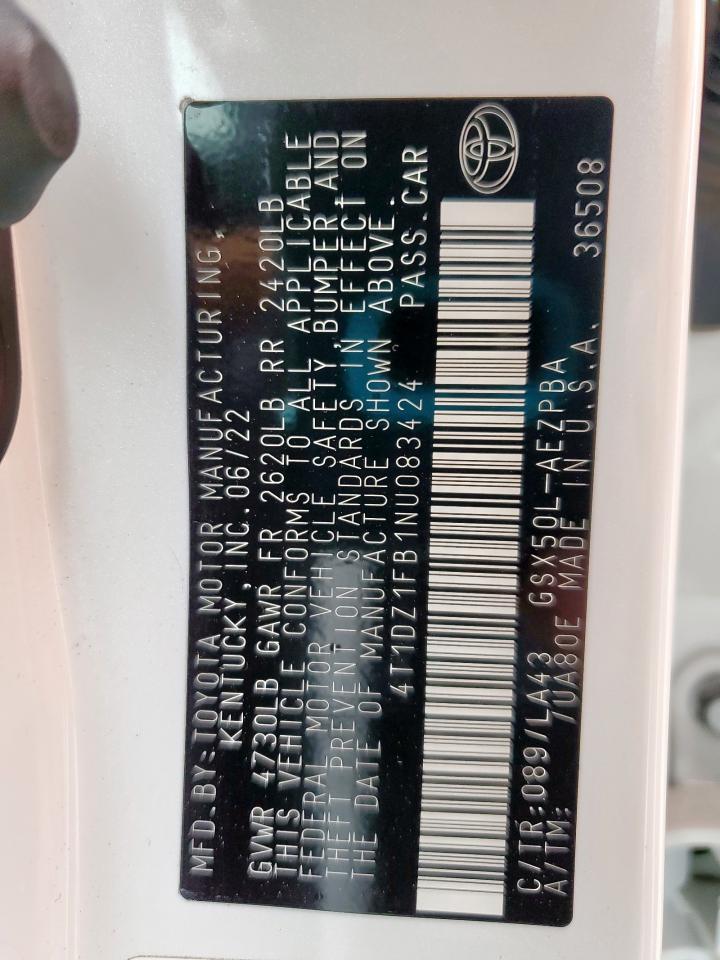 MFD.BY:TOYOTA MOTOR MANUFACTURING,
KENTUCKY,INC.06/22
GVWR 4730LB GAWR FR 2620LB RR 2420LB
THIS VEHICLE CONFORMS TO ALL APPLICABLE
FEDERAL MOTOR VEHICLE SAFETY,BUMPER AND
THEFT PREVENTION STANDARDS IN EFFECT ON
THE DATE OF MANUFACTURE SHOWN ABOVE.
4T1DZ1FB1NU083424 PASS.CAR
C/TR:089/LA43 GSX50L-AEZPBA
A/TM: /UA80E MADE IN U.S.A. 36508